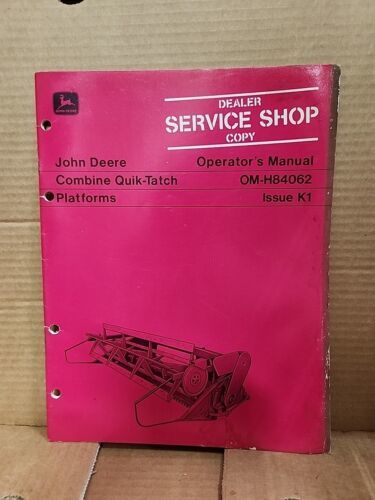 JOHN DEERE
DEALER
SERVICE SHOP
COPY
John Deere Operator's Manual
Combine Quik-Tatch OM-H84062
Platforms Issue K1